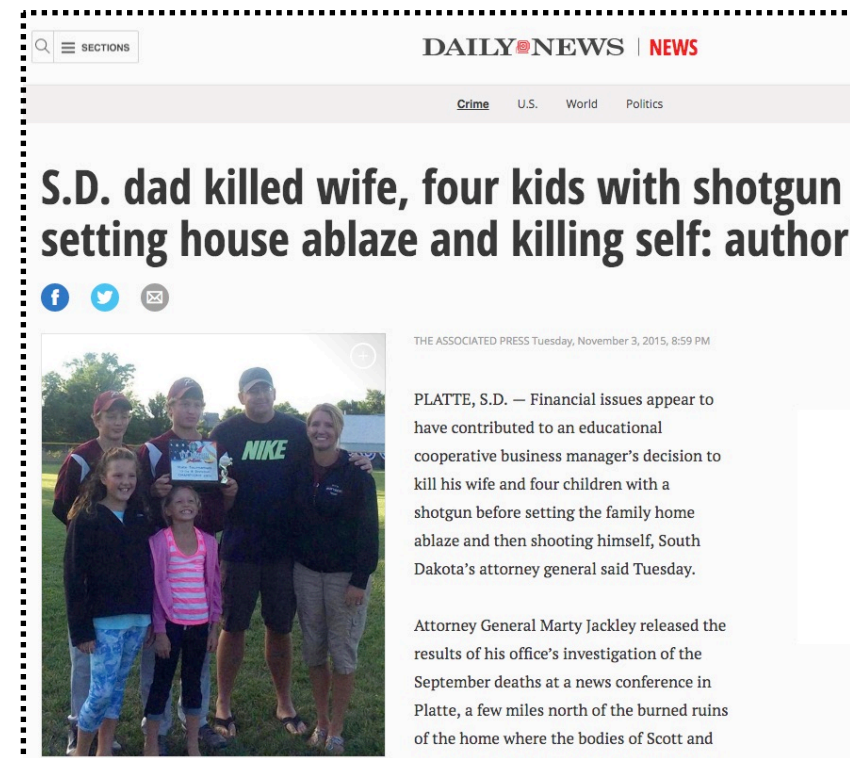 SECTIONS
DAILY NEWS | NEWS
Crime U.S. World Politics
S.D. dad killed wife, four kids with shotgun
setting house ablaze and killing self: author
THE ASSOCIATED PRESS Tuesday, November 3, 2015, 8:59 PM
NIKE
PLATTE, S.D. — Financial issues appear to
have contributed to an educational
cooperative business manager’s decision to
kill his wife and four children with a
shotgun before setting the family home
ablaze and then shooting himself, South
Dakota’s attorney general said Tuesday.
Attorney General Marty Jackley released the
results of his office’s investigation of the
September deaths at a news conference in
Platte, a few miles north of the burned ruins
of the home where the bodies of Scott and